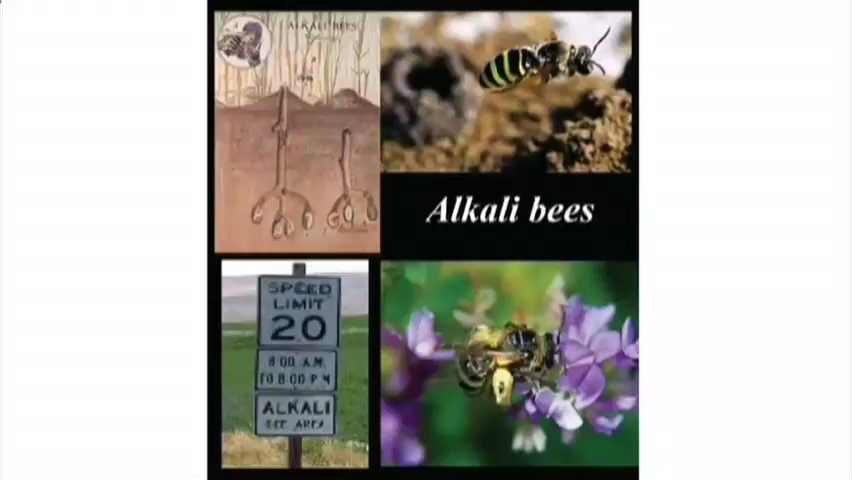 ALKALI BEES
Alkali bees
SPEED
LIMIT
20
8:00 A.M.
TO 8:00 P.M.
ALKALI
BEE AREA